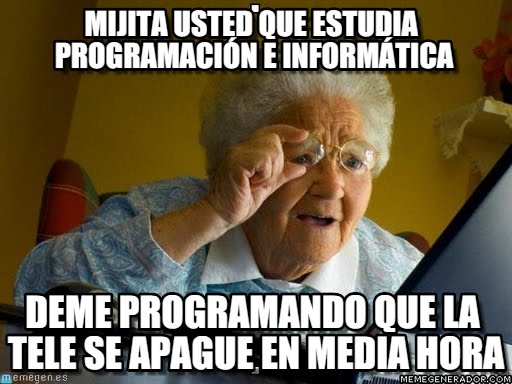 MIJITA USTED QUE ESTUDIA
PROGRAMACIÓN E INFORMÁTICA
DEME PROGRAMANDO QUE LA
TELE SE APAGUE EN MEDIA HORA
memegen.es
MEMEGENERADOR.COM